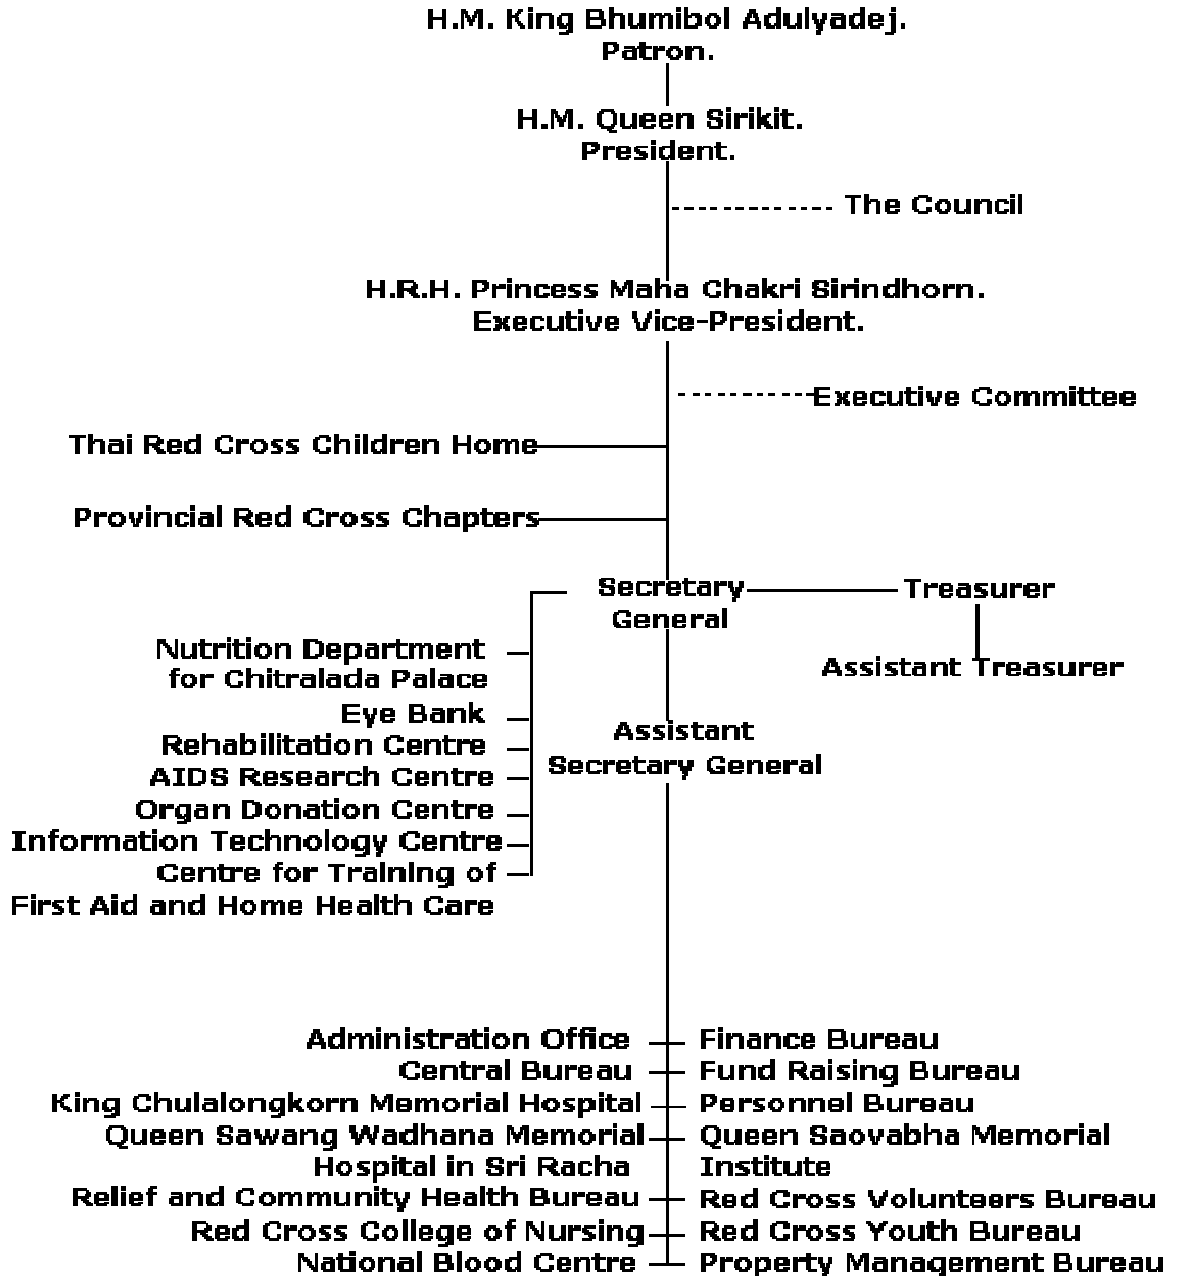 H.M. King Bhumibol Adulyadej.
Patron.
H.M. Queen Sirikit.
President.
The Council
H.R.H. Princess Maha Chakri Sirindhorn.
Executive Vice-President.
Executive Committee
Thai Red Cross Children Home
Provincial Red Cross Chapters
Secretary
General
Treasurer
Assistant Treasurer
Nutrition Department
for Chitralada Palace
Eye Bank
Rehabilitation Centre
AIDS Research Centre
Organ Donation Centre
Information Technology Centre
Centre for Training of
First Aid and Home Health Care
Assistant
Secretary General
Administration Office
Central Bureau
King Chulalongkorn Memorial Hospital
Queen Sawang Wadhana Memorial
Hospital in Sri Racha
Relief and Community Health Bureau
Red Cross College of Nursing
National Blood Centre
Finance Bureau
Fund Raising Bureau
Personnel Bureau
Queen Saovabha Memorial
Institute
Red Cross Volunteers Bureau
Red Cross Youth Bureau
Property Management Bureau